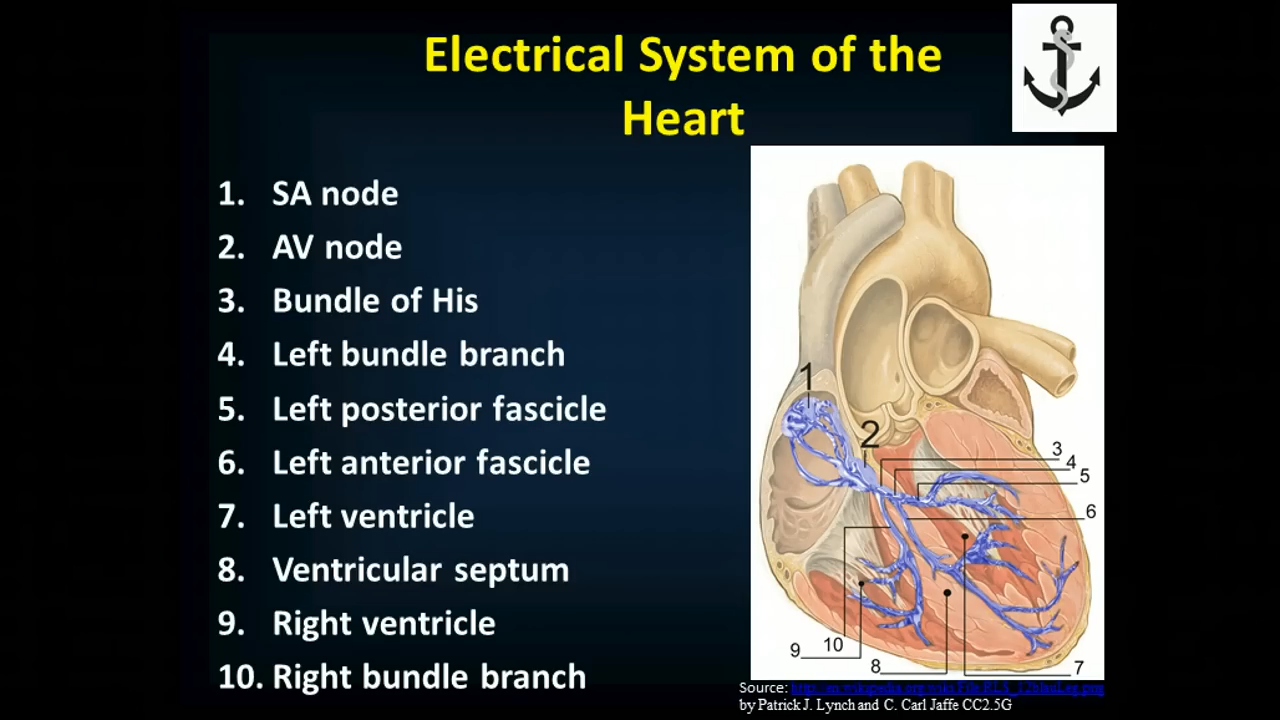 Electrical System of the
Heart
1. SA node
2. AV node
3. Bundle of His
4. Left bundle branch
5. Left posterior fascicle
6. Left anterior fascicle
7. Left ventricle
8. Ventricular septum
9. Right ventricle
10. Right bundle branch
1
2
3
4
5
6
10
9
8
7
Source:
by Patrick J. Lynch and C. Carl Jaffe CC2.5G